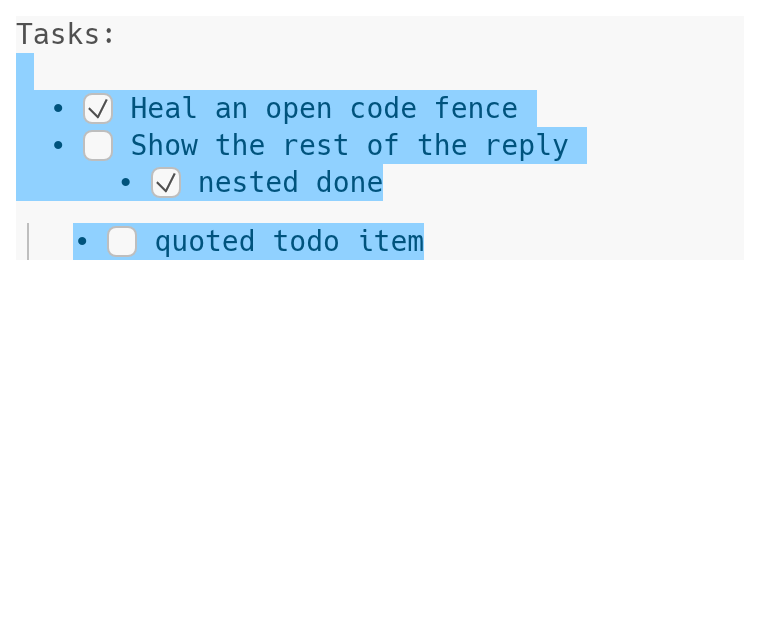 Tasks:
• ☑ Heal an open code fence
• ☐ Show the rest of the reply
• ☑ nested done
• ☐ quoted todo item